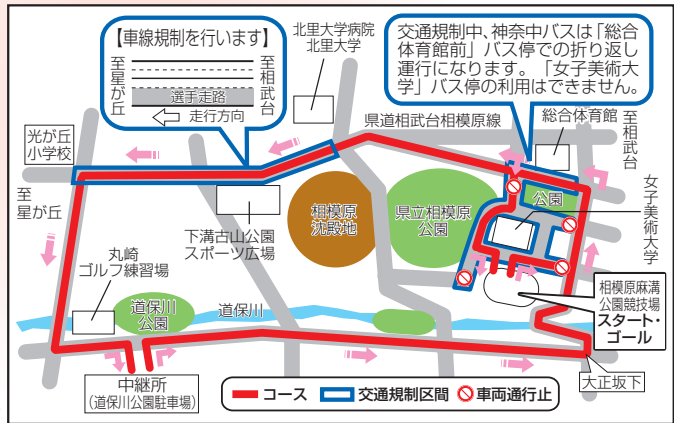 【車線規制を行います】
至星が丘
至相武台
選手走路
走行方向
北里大学病院
北里大学
交通規制中、神奈中バスは「総合
体育館前」バス停での折り返し
運行になります。「女子美術大
学」バス停の利用はできません。
県道相武台相模原線
総合体育館
至相武台
光が丘
小学校
至
星が丘
公園
女子美術大学
下溝古山公園
スポーツ広場
相模原
沈殿地
県立相模原
公園
丸崎
ゴルフ練習場
道保川
公園
道保川
相模原麻溝
公園競技場
スタート・
ゴール
中継所
(道保川公園駐車場)
コース
交通規制区間
車両通行止
大正坂下